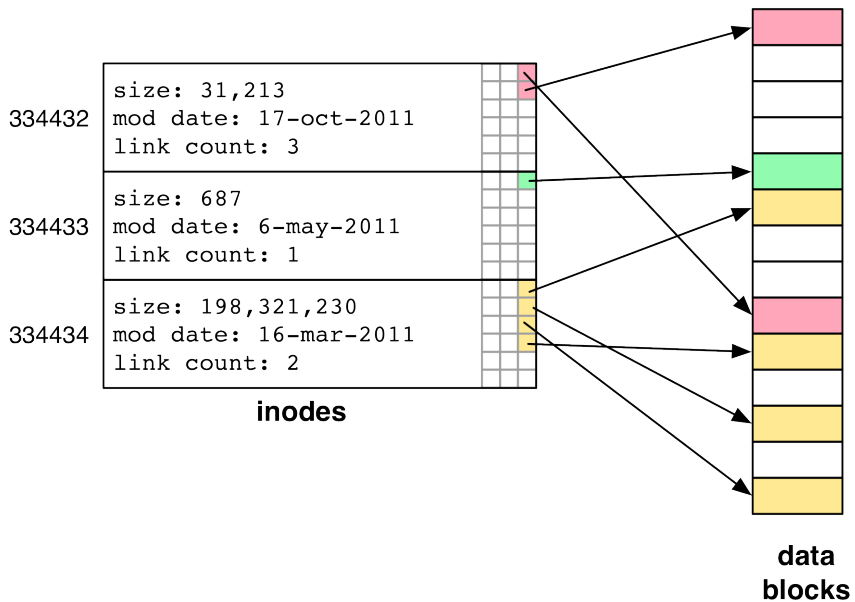 334432
size: 31,213
mod date: 17-oct-2011
link count: 3
334433
size: 687
mod date: 6-may-2011
link count: 1
334434
size: 198,321,230
mod date: 16-mar-2011
link count: 2
inodes
data
blocks